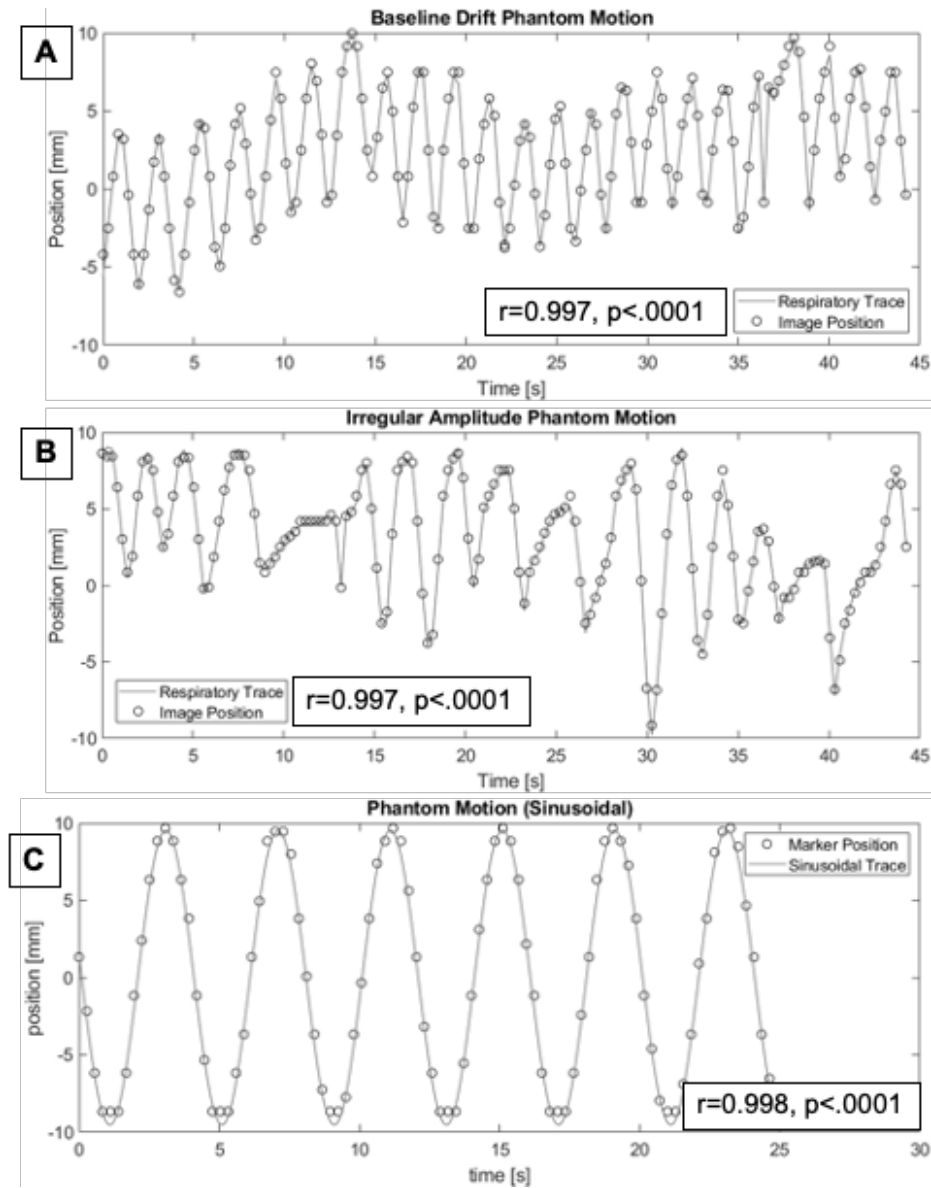 A
Baseline Drift Phantom Motion
10
5
0
-5
-10
Position [mm]
r=0.997, p<.0001
Respiratory Trace
Image Position
0 5 10 15 20 25 30 35 40 45
Time [s]
B
Irregular Amplitude Phantom Motion
10
5
0
-5
-10
Position [mm]
Respiratory Trace
Image Position
r=0.997, p<.0001
0 5 10 15 20 25 30 35 40 45
Time [s]
C
Phantom Motion (Sinusoidal)
10
5
0
-5
-10
position [mm]
Marker Position
Sinusoidal Trace
r=0.998, p<.0001
0 5 10 15 20 25 30
time [s]